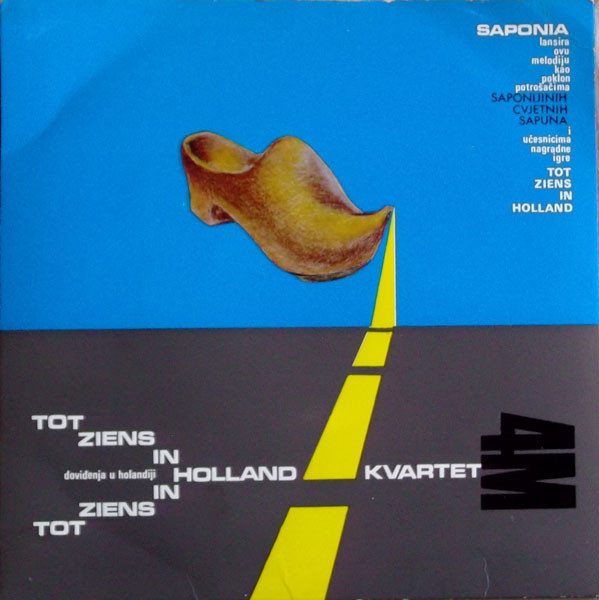 SAPONIA
lansira
ovu
melodiju
kao
poklon
potrošačima
SAPONIJINIH
CVJETNIH
SAPUNA
i
učesnicima
nagradne
igre
TOT
ZIENS
IN
HOLLAND
TOT
ZIENS
IN
doviđenja u holandiji HOLLAND KVARTET 4M
IN
ZIENS
TOT